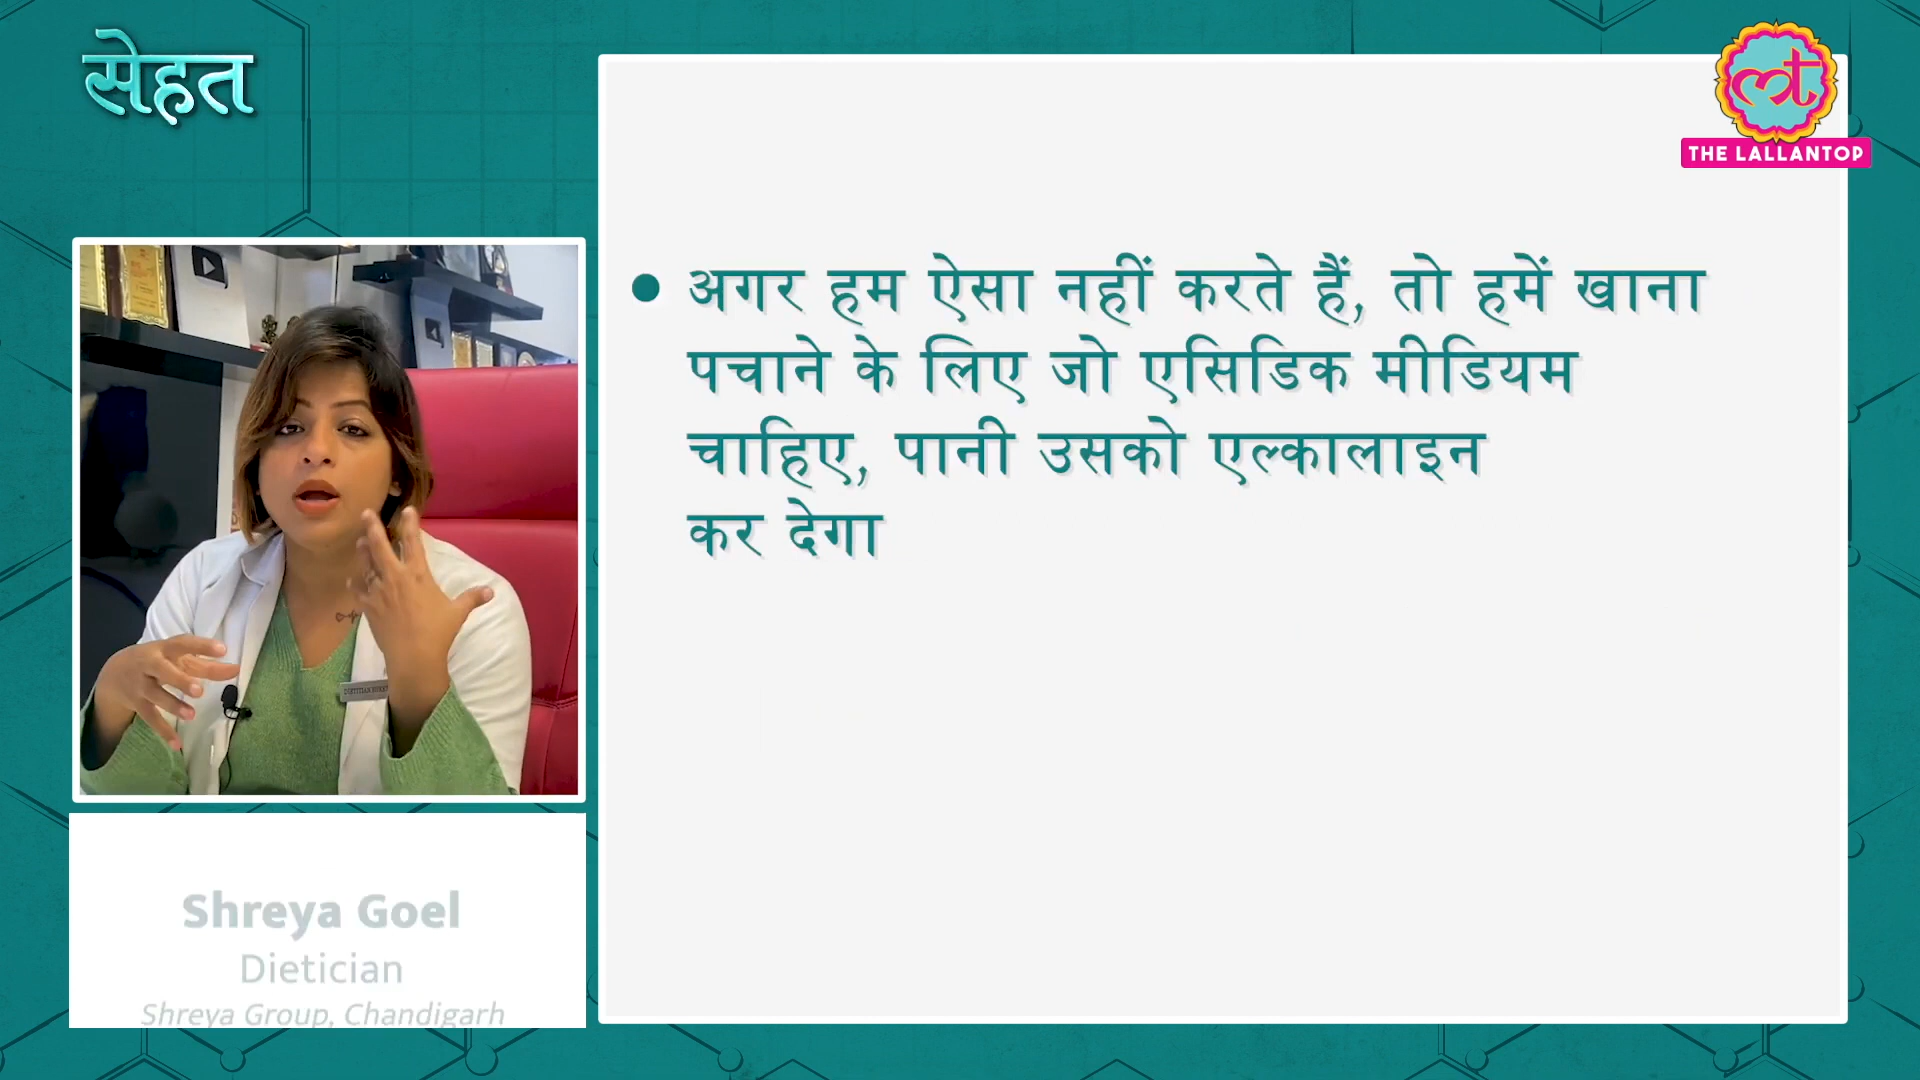 सेहत
THE LALLANTOP
अगर हम ऐसा नहीं करते हैं, तो हमें खाना
पचाने के लिए जो एसिडिक मीडियम
चाहिए, पानी उसको एल्कालाइन
कर देगा
DIETITIAN
Shreya Goel
Dietician
Shreya Group, Chandigarh